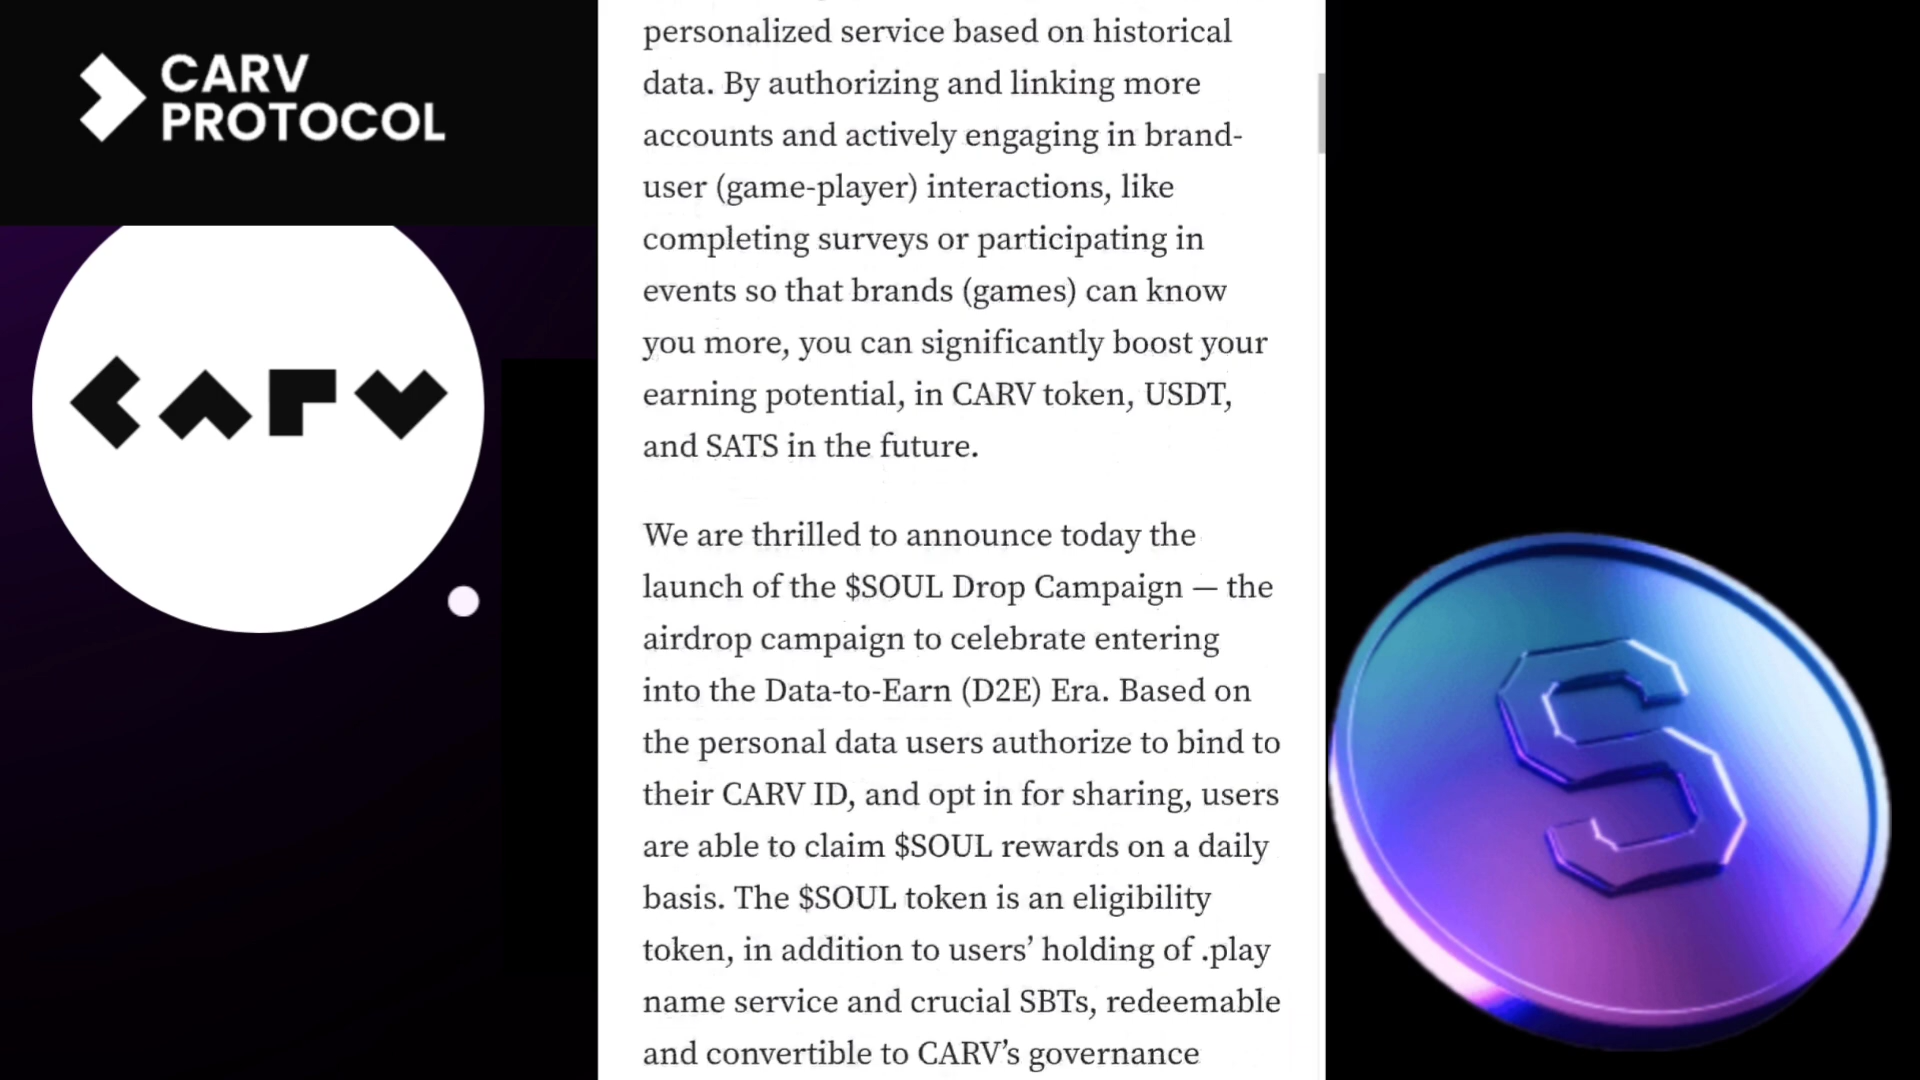 CARV
PROTOCOL
CARV
personalized service based on historical
data. By authorizing and linking more
accounts and actively engaging in brand-
user (game-player) interactions, like
completing surveys or participating in
events so that brands (games) can know
you more, you can significantly boost your
earning potential, in CARV token, USDT,
and SATS in the future.
We are thrilled to announce today the
launch of the $SOUL Drop Campaign — the
airdrop campaign to celebrate entering
into the Data-to-Earn (D2E) Era. Based on
the personal data users authorize to bind to
their CARV ID, and opt in for sharing, users
are able to claim $SOUL rewards on a daily
basis. The $SOUL token is an eligibility
token, in addition to users’ holding of .play
name service and crucial SBTs, redeemable
and convertible to CARV’s governance
S